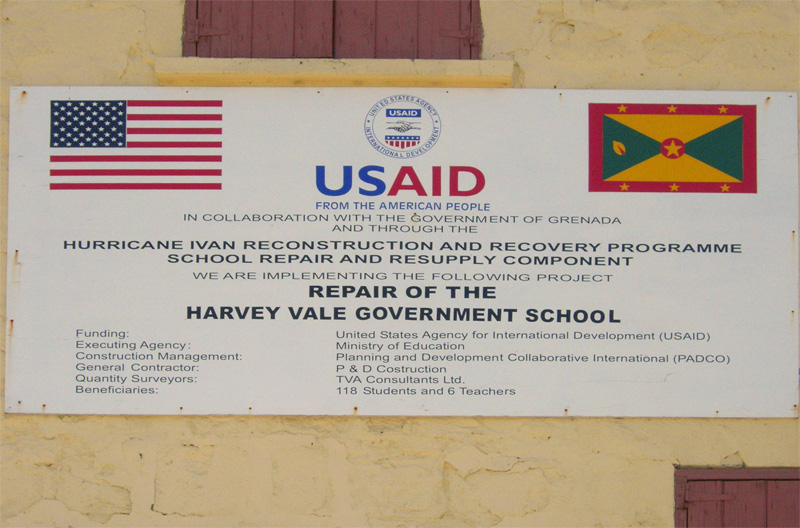 UNITED STATES AGENCY
USAID
INTERNATIONAL DEVELOPMENT
USAID
FROM THE AMERICAN PEOPLE
IN COLLABORATION WITH THE GOVERNMENT OF GRENADA
AND THROUGH THE
HURRICANE IVAN RECONSTRUCTION AND RECOVERY PROGRAMME
SCHOOL REPAIR AND RESUPPLY COMPONENT
WE ARE IMPLEMENTING THE FOLLOWING PROJECT
REPAIR OF THE
HARVEY VALE GOVERNMENT SCHOOL
Funding: United States Agency for International Development (USAID)
Executing Agency: Ministry of Education
Construction Management: Planning and Development Collaborative International (PADCO)
General Contractor: P & D Costruction
Quantity Surveyors: TVA Consultants Ltd.
Beneficiaries: 118 Students and 6 Teachers